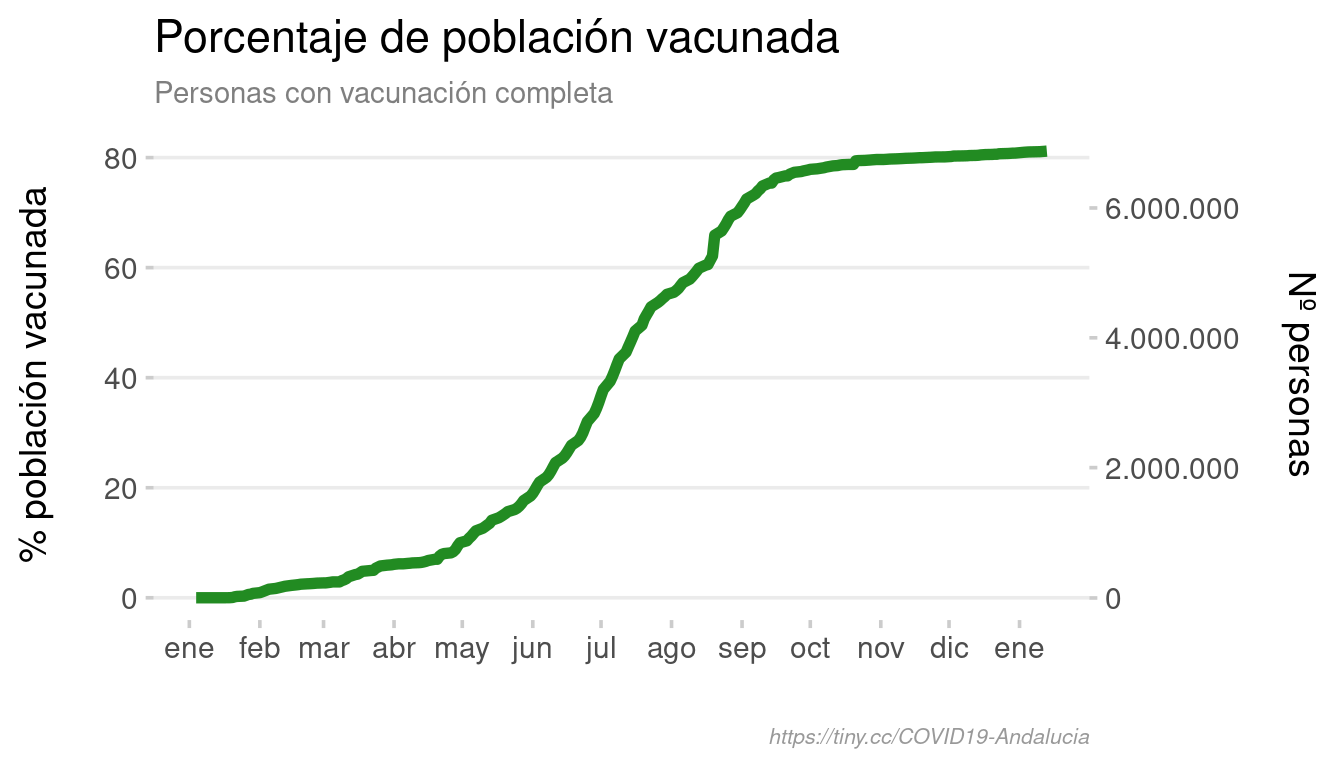 Porcentaje de población vacunada
Personas con vacunación completa
% población vacunada
80
60
40
20
0
6.000.000
4.000.000
2.000.000
0
Nº personas
ene feb mar abr may jun jul ago sep oct nov dic ene
https://tiny.cc/COVID19-Andalucia